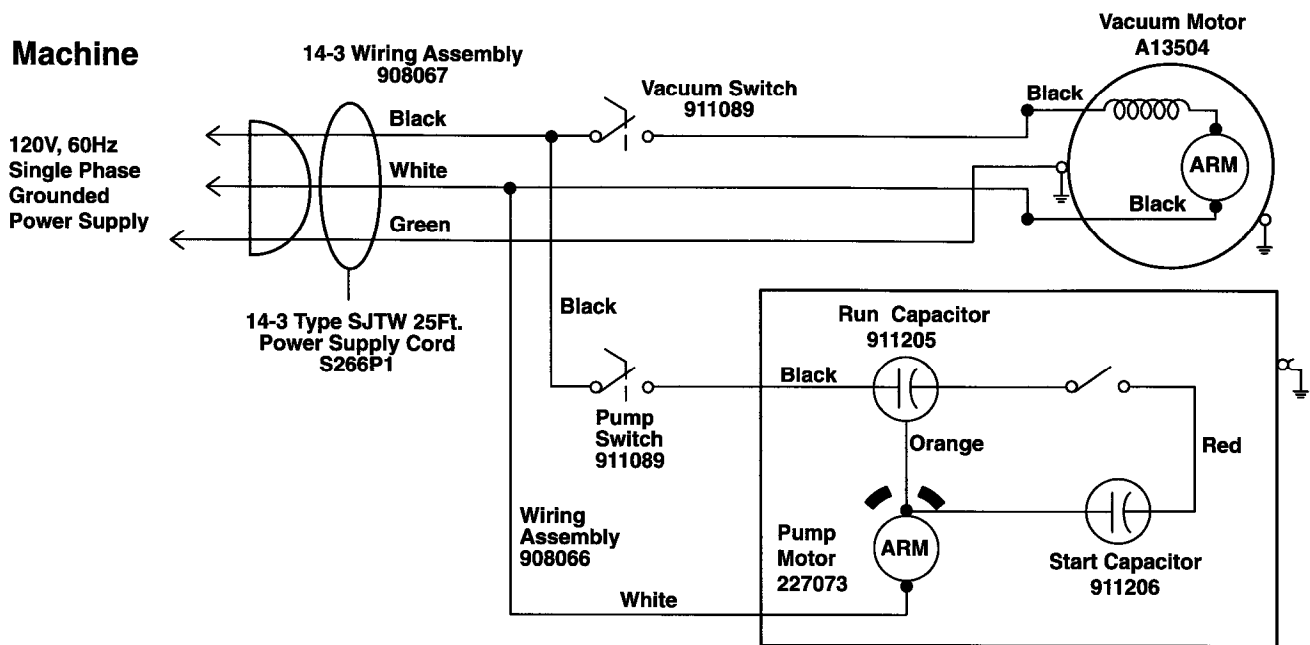 Machine
14-3 Wiring Assembly
908067
Vacuum Motor
A13504
120V, 60Hz
Single Phase
Grounded
Power Supply
Black
White
Green
Vacuum Switch
911089
Black
ARM
Black
14-3 Type SJTW 25Ft.
Power Supply Cord
S266P1
Black
Pump
Switch
911089
Run Capacitor
911205
Black
Orange
Red
Wiring
Assembly
908066
White
Pump
Motor
227073
ARM
Start Capacitor
911206